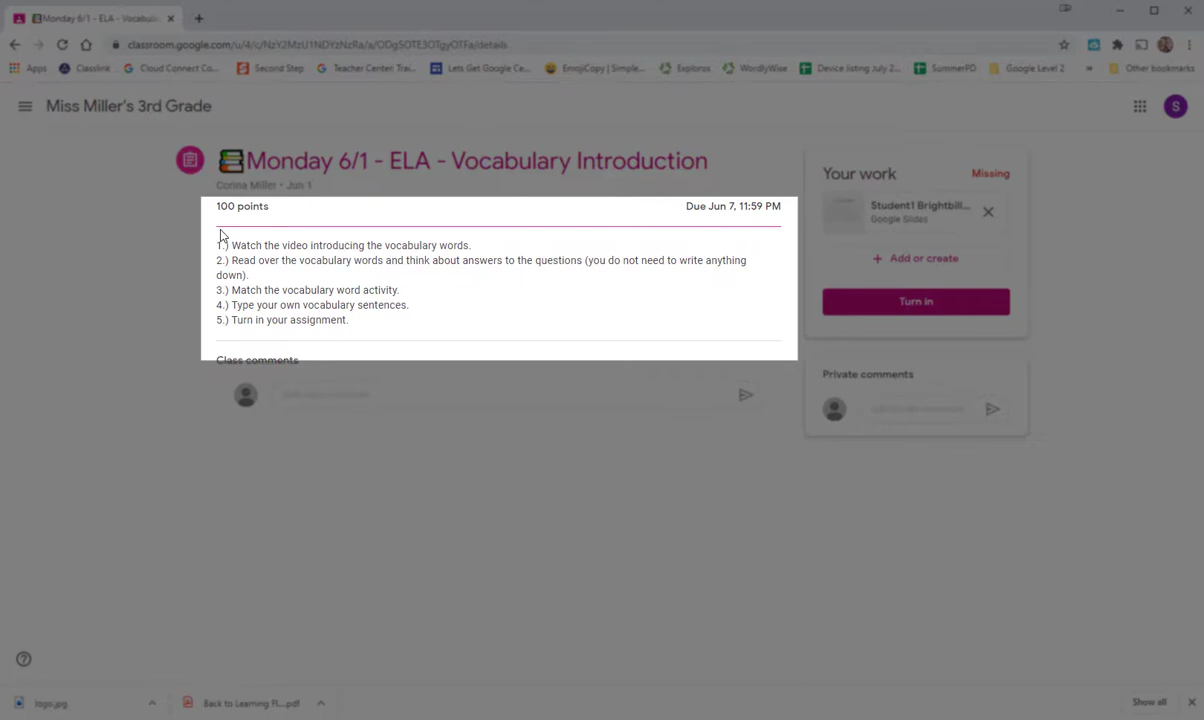 Monday 6/1 - ELA - Vocabula
classroom.google.com/u/4/c/NzY2MzU1NDYzNzRa/a/ODg5OTE3OTgyOTFa/details
Apps
Classlink
Cloud Connect Co...
Second Step
Teacher Center: Trai...
Lets Get Google Ce...
EmojiCopy | Simple...
Exploros
WordlyWise
Device listing July 2...
SummerPD
Google Level 2
»
Other bookmarks
Miss Miller's 3rd Grade
S
Monday 6/1 - ELA - Vocabulary Introduction
Corina Miller • Jun 1
100 points
Due Jun 7, 11:59 PM
1.) Watch the video introducing the vocabulary words.
2.) Read over the vocabulary words and think about answers to the questions (you do not need to write anything
down).
3.) Match the vocabulary word activity.
4.) Type your own vocabulary sentences.
5.) Turn in your assignment.
Class comments
Your work
Missing
Student1 Brightbill...
Google Slides
+ Add or create
Turn in
Private comments
logo.jpg
Back to Learning Fl....pdf
Show all